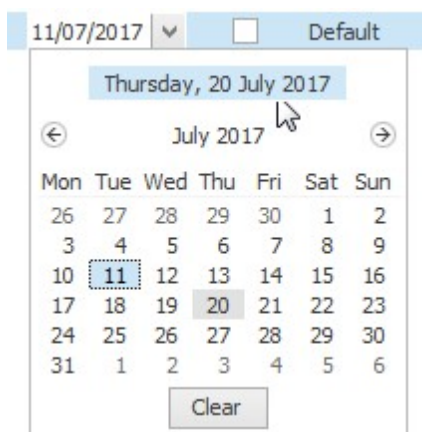 11/07/2017 Default
Thursday, 20 July 2017
July 2017
Mon Tue Wed Thu Fri Sat Sun
26 27 28 29 30 1 2
3 4 5 6 7 8 9
10 11 12 13 14 15 16
17 18 19 20 21 22 23
24 25 26 27 28 29 30
31 1 2 3 4 5 6
Clear